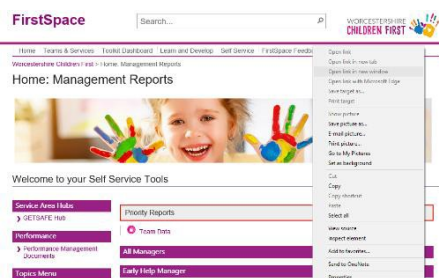 FirstSpace
Search...
WORCESTERSHIRE
CHILDREN FIRST
Home Teams & Services Toolkit Dashboard Learn and Develop Self Service FirstSpace Feedb
Worcestershire Children First > Home: Management Reports
Home: Management Reports
Open link
Open link in new tab
Open link in new window
Open link with Microsoft Edge
Save target as...
Print target
Show picture
Save picture as...
E-mail picture...
Print picture...
Go to My Pictures
Set as background
Cut
Copy
Copy shortcut
Paste
Select all
View source
Inspect element
Add to favorites...
Send to OneNote
Properties
Welcome to your Self Service Tools
Service Area Hubs
GETSAFE Hub
Performance
Performance Management
Documents
Topics Menu
Priority Reports
Team Data
All Managers
Early Help Manager